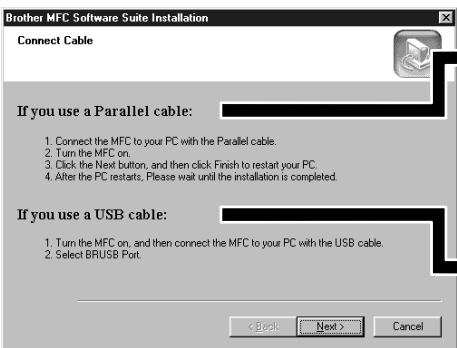 Brother MFC Software Suite Installation
Connect Cable
If you use a Parallel cable:
1. Connect the MFC to your PC with the Parallel cable.
2. Turn the MFC on.
3. Click the Next button, and then click Finish to restart your PC.
4. After the PC restarts, Please wait until the installation is completed.
If you use a USB cable:
1. Turn the MFC on, and then connect the MFC to your PC with the USB cable.
2. Select BRUSB Port.
< Back Next > Cancel